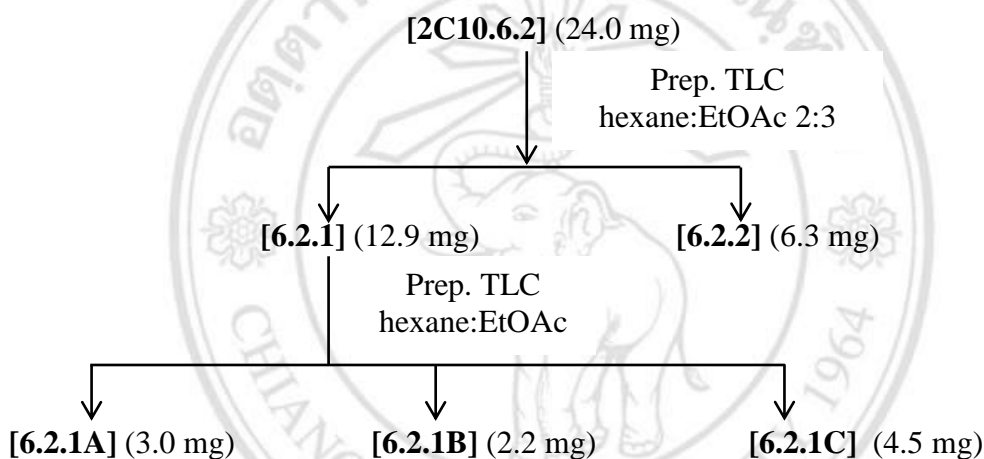 [2C10.6.2] (24.0 mg)
Prep. TLC
hexane:EtOAc 2:3
[6.2.1] (12.9 mg)
[6.2.2] (6.3 mg)
Prep. TLC
hexane:EtOAc
[6.2.1A] (3.0 mg)
[6.2.1B] (2.2 mg)
[6.2.1C] (4.5 mg)
1964